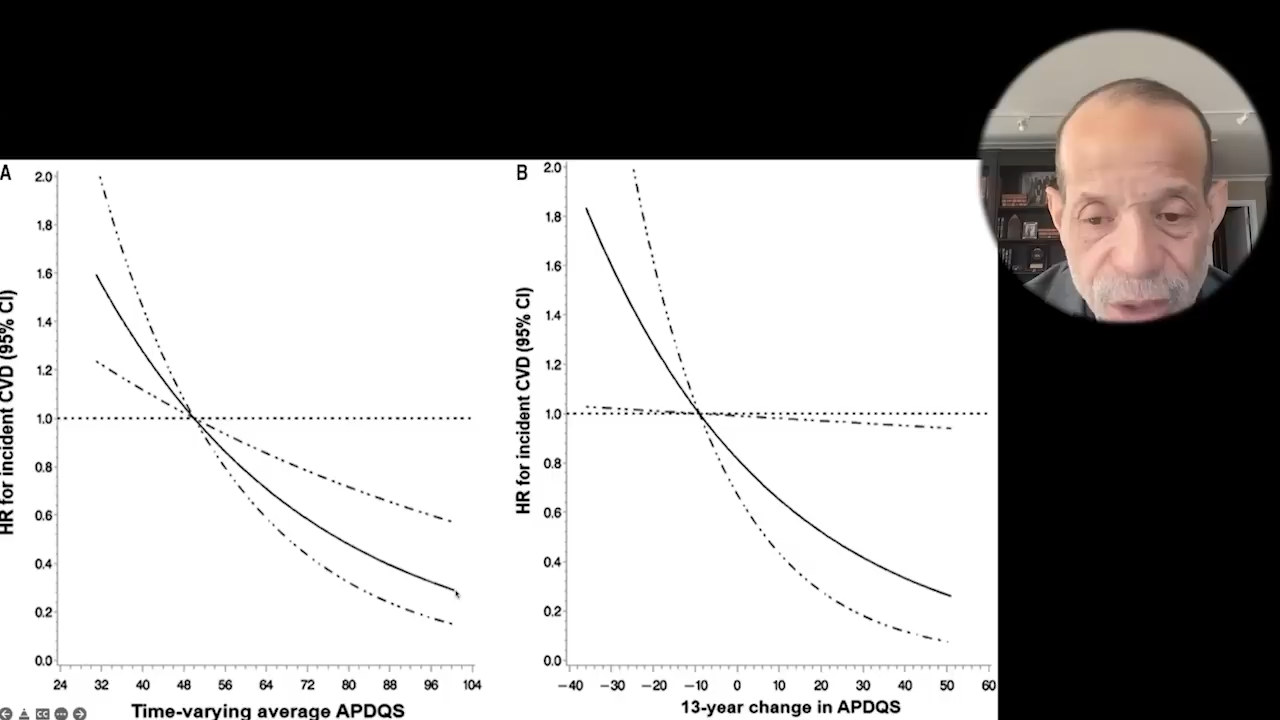 A
HR for incident CVD (95% CI)
2.0
1.8
1.6
1.4
1.2
1.0
0.8
0.6
0.4
0.2
0.0
24 32 40 48 56 64 72 80 88 96 104
Time-varying average APDQS
B
HR for incident CVD (95% CI)
2.0
1.8
1.6
1.4
1.2
1.0
0.8
0.6
0.4
0.2
0.0
−40 −30 −20 −10 0 10 20 30 40 50 60
13-year change in APDQS
CC